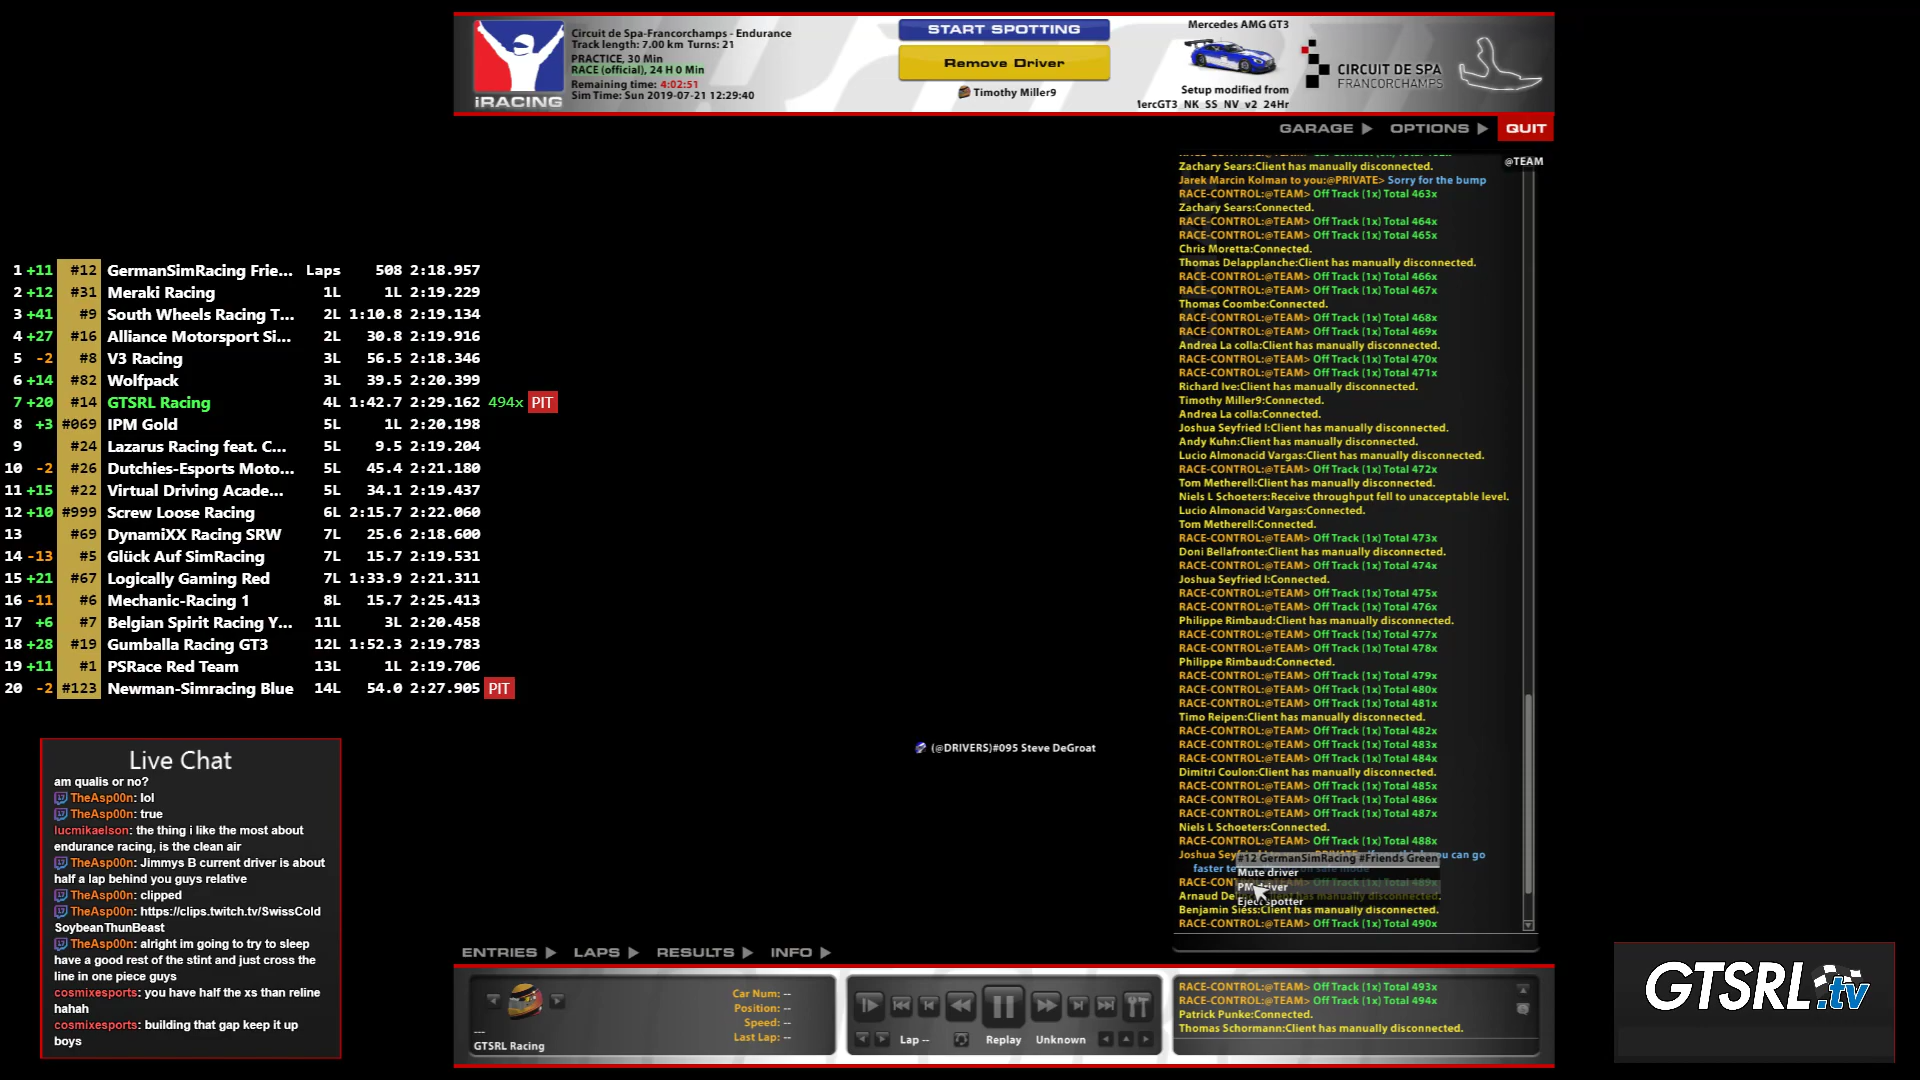 Circuit de Spa-Francorchamps - Endurance
Track length: 7.00 km Turns: 21
PRACTICE, 30 Min
RACE (official), 24 H 0 Min
Remaining time: 4:02:51
Sim Time: Sun 2019-07-21 12:29:40
iRACING
START SPOTTING
Remove Driver
Timothy Miller9
Mercedes AMG GT3
Setup modified from
MercGT3_NK_SS_NV_v2_24Hr
CIRCUIT DE SPA
FRANCORCHAMPS
GARAGE OPTIONS QUIT
@TEAM
Zachary Sears:Client has manually disconnected.
Jarek Marcin Kolman to you:@PRIVATE> Sorry for the bump
RACE-CONTROL:@TEAM> Off Track (1x) Total 463x
Zachary Sears:Connected.
RACE-CONTROL:@TEAM> Off Track (1x) Total 464x
RACE-CONTROL:@TEAM> Off Track (1x) Total 465x
Chris Moretta:Connected.
Thomas Delapplanche:Client has manually disconnected.
RACE-CONTROL:@TEAM> Off Track (1x) Total 466x
RACE-CONTROL:@TEAM> Off Track (1x) Total 467x
Thomas Coombe:Connected.
RACE-CONTROL:@TEAM> Off Track (1x) Total 468x
RACE-CONTROL:@TEAM> Off Track (1x) Total 469x
Andrea La colla:Client has manually disconnected.
RACE-CONTROL:@TEAM> Off Track (1x) Total 470x
RACE-CONTROL:@TEAM> Off Track (1x) Total 471x
Richard Ive:Client has manually disconnected.
Timothy Miller9:Connected.
Andrea La colla:Connected.
Joshua Seyfried I:Client has manually disconnected.
Andy Kuhn:Client has manually disconnected.
Lucio Almonacid Vargas:Client has manually disconnected.
RACE-CONTROL:@TEAM> Off Track (1x) Total 472x
Tom Metherell:Client has manually disconnected.
Niels L Schoeters:Receive throughput fell to unacceptable level.
Lucio Almonacid Vargas:Connected.
Tom Metherell:Connected.
RACE-CONTROL:@TEAM> Off Track (1x) Total 473x
Doni Bellafronte:Client has manually disconnected.
RACE-CONTROL:@TEAM> Off Track (1x) Total 474x
Joshua Seyfried I:Connected.
RACE-CONTROL:@TEAM> Off Track (1x) Total 475x
RACE-CONTROL:@TEAM> Off Track (1x) Total 476x
Philippe Rimbaud:Client has manually disconnected.
RACE-CONTROL:@TEAM> Off Track (1x) Total 477x
RACE-CONTROL:@TEAM> Off Track (1x) Total 478x
Philippe Rimbaud:Connected.
RACE-CONTROL:@TEAM> Off Track (1x) Total 479x
RACE-CONTROL:@TEAM> Off Track (1x) Total 480x
RACE-CONTROL:@TEAM> Off Track (1x) Total 481x
Timo Reipen:Client has manually disconnected.
RACE-CONTROL:@TEAM> Off Track (1x) Total 482x
RACE-CONTROL:@TEAM> Off Track (1x) Total 483x
RACE-CONTROL:@TEAM> Off Track (1x) Total 484x
Dimitri Coulon:Client has manually disconnected.
RACE-CONTROL:@TEAM> Off Track (1x) Total 485x
RACE-CONTROL:@TEAM> Off Track (1x) Total 486x
RACE-CONTROL:@TEAM> Off Track (1x) Total 487x
Niels L Schoeters:Connected.
RACE-CONTROL:@TEAM> Off Track (1x) Total 488x
#12 GermanSimRacing #Friends Green
can go
Mute driver
PM driver
Eject spotter
Benjamin Siess:Client has manually disconnected.
RACE-CONTROL:@TEAM> Off Track (1x) Total 490x
1 +11 #12 GermanSimRacing Frie... Laps 508 2:18.957
2 +12 #31 Meraki Racing 1L 1L 2:19.229
3 +41 #9 South Wheels Racing T... 2L 1:10.8 2:19.134
4 +27 #16 Alliance Motorsport Si... 2L 30.8 2:19.916
5 -2 #8 V3 Racing 3L 56.5 2:18.346
6 +14 #82 Wolfpack 3L 39.5 2:20.399
7 +20 #14 GTSRL Racing 4L 1:42.7 2:29.162 494x PIT
8 +3 #069 IPM Gold 5L 1L 2:20.198
9 #24 Lazarus Racing feat. C... 5L 9.5 2:19.204
10 -2 #26 Dutchies-Esports Moto... 5L 45.4 2:21.180
11 +15 #22 Virtual Driving Acade... 5L 34.1 2:19.437
12 +10 #999 Screw Loose Racing 6L 2:15.7 2:22.060
13 #69 DynamiXX Racing SRW 7L 25.6 2:18.600
14 -13 #5 Glück Auf SimRacing 7L 15.7 2:19.531
15 +21 #67 Logically Gaming Red 7L 1:33.9 2:21.311
16 -11 #6 Mechanic-Racing 1 8L 15.7 2:25.413
17 +6 #7 Belgian Spirit Racing Y... 11L 3L 2:20.458
18 +28 #19 Gumballa Racing GT3 12L 1:52.3 2:19.783
19 +11 #1 PSRace Red Team 13L 1L 2:19.706
20 -2 #123 Newman-Simracing Blue 14L 54.0 2:27.905 PIT
(@DRIVERS)#095 Steve DeGroat
Live Chat
am qualis or no?
TheAsp00n: lol
TheAsp00n: true
lucmikaelson: the thing i like the most about
endurance racing, is the clean air
TheAsp00n: Jimmys B current driver is about
half a lap behind you guys relative
TheAsp00n: clipped
TheAsp00n: https://clips.twitch.tv/SwissCold
SoybeanThunBeast
TheAsp00n: alright im going to try to sleep
have a good rest of the stint and just cross the
line in one piece guys
cosmixesports: you have half the xs than reline
hahah
cosmixesports: building that gap keep it up
boys
ENTRIES LAPS RESULTS INFO
---
GTSRL Racing
Car Num: --
Position: --
Speed: --
Last Lap: --
Lap -- Replay Unknown
RACE-CONTROL:@TEAM> Off Track (1x) Total 493x
RACE-CONTROL:@TEAM> Off Track (1x) Total 494x
Patrick Punke:Connected.
Thomas Schormann:Client has manually disconnected.
GTSRL.tv